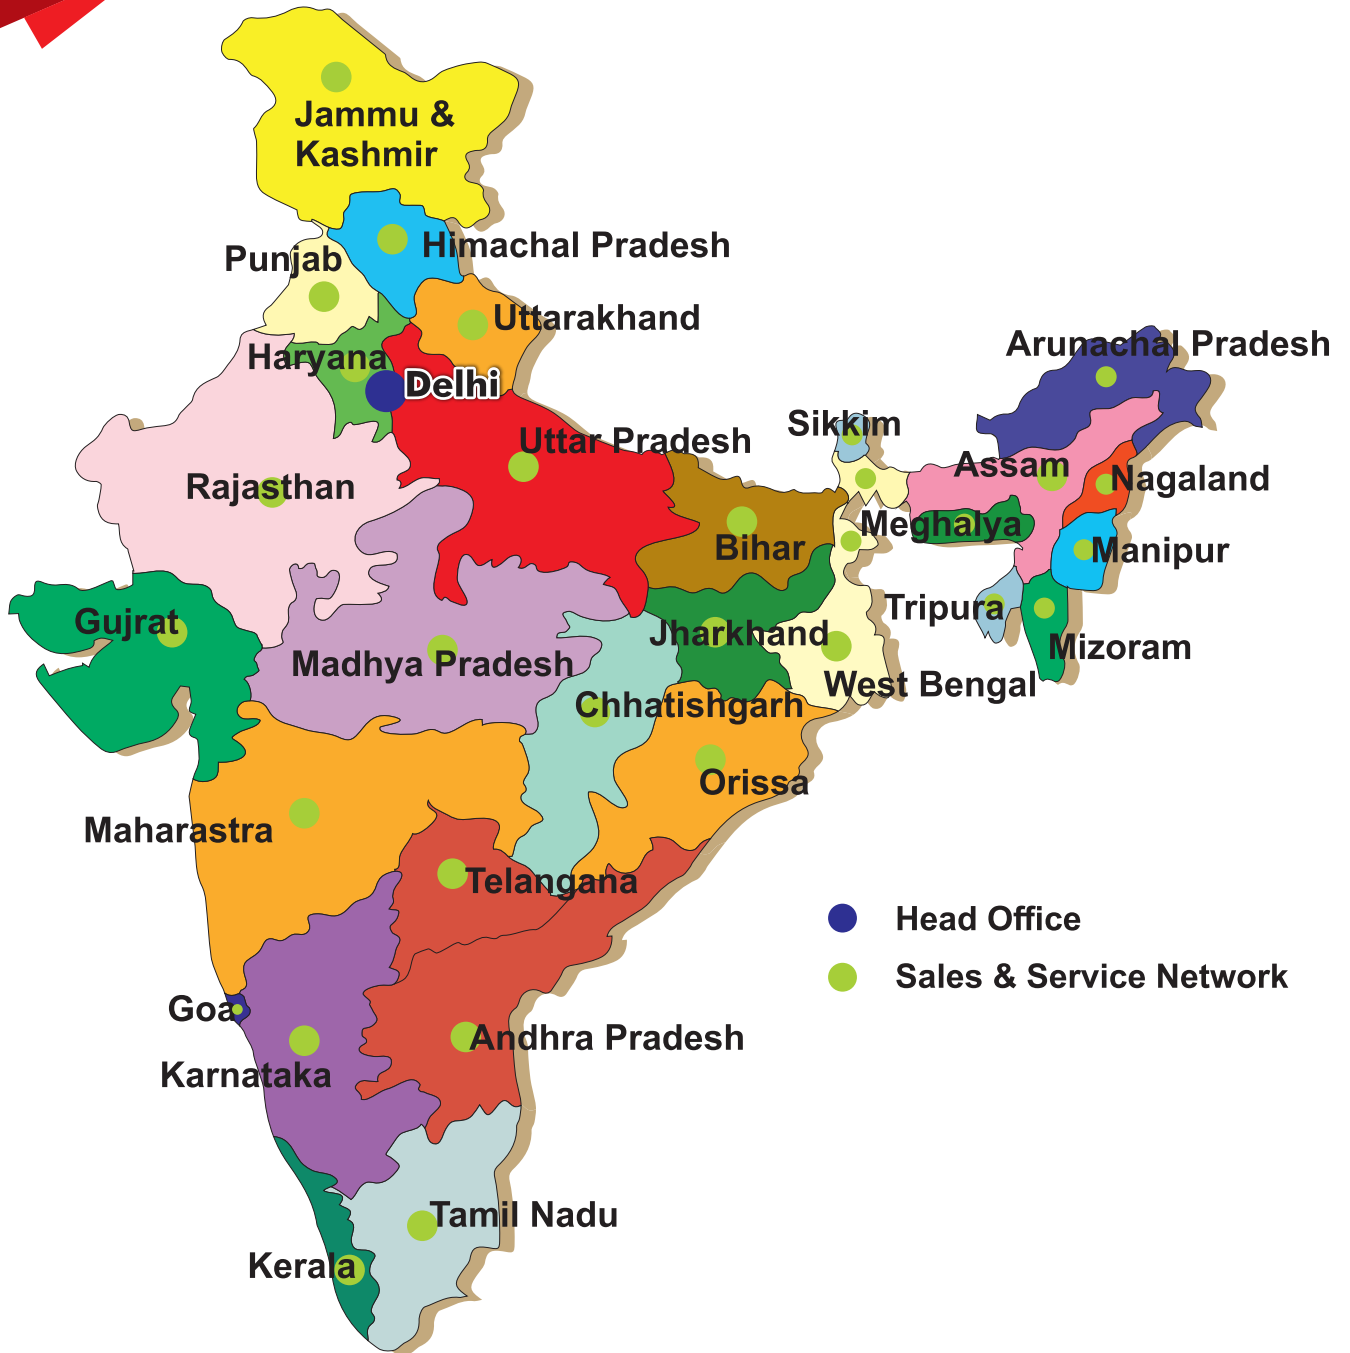 Jammu &
Kashmir
Himachal Pradesh
Punjab
Uttarakhand
Arunachal Pradesh
Haryana
Delhi
Sikkim
Uttar Pradesh
Assam
Nagaland
Rajasthan
Meghalya
Bihar
Manipur
Tripura
Gujrat
Jharkhand
Mizoram
Madhya Pradesh
West Bengal
Chhatishgarh
Orissa
Maharastra
Telangana
Head Office
Sales & Service Network
Goa
Andhra Pradesh
Karnataka
Tamil Nadu
Kerala